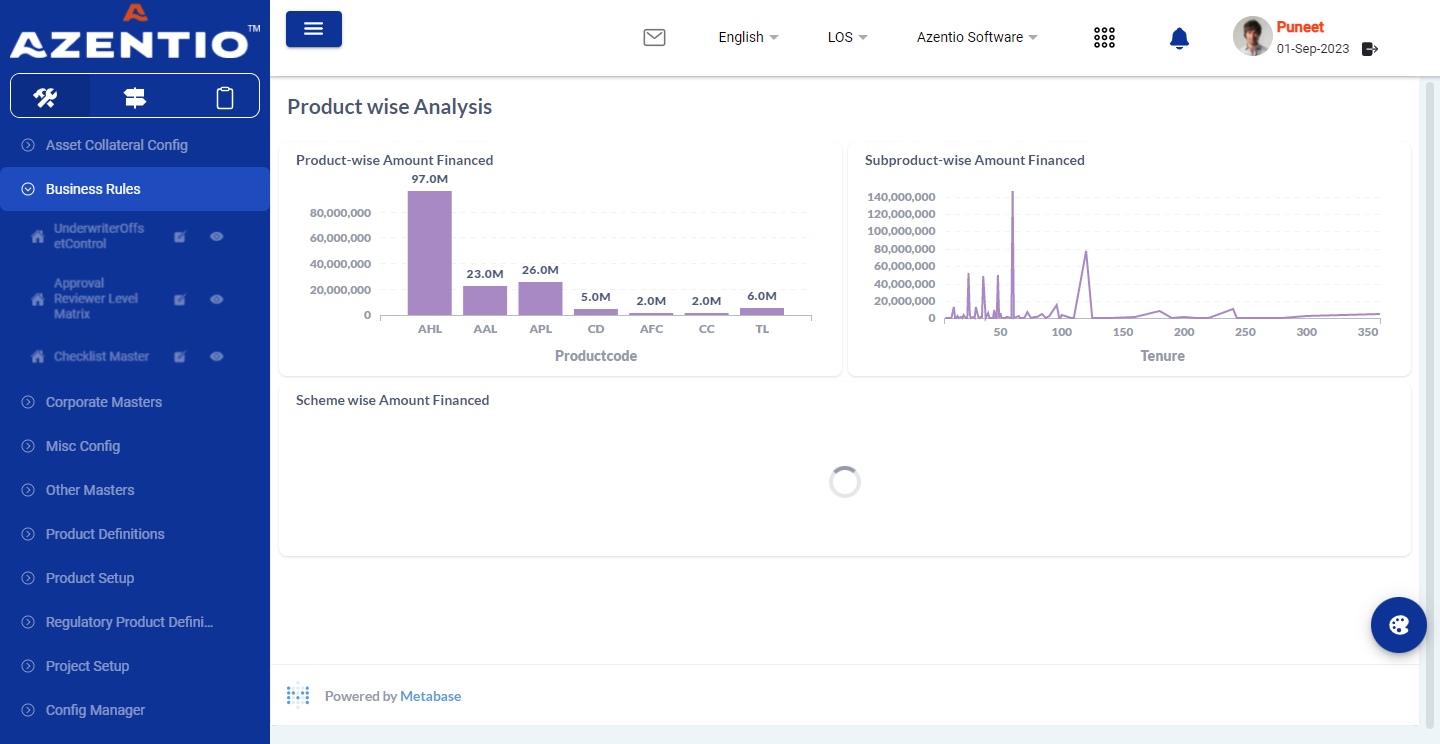 AZENTIO™
English
LOS
Azentio Software
Puneet
01-Sep-2023
Asset Collateral Config
Business Rules
UnderwriterOffs
etControl
Approval
Reviewer Level
Matrix
Checklist Master
Corporate Masters
Misc Config
Other Masters
Product Definitions
Product Setup
Regulatory Product Defini...
Project Setup
Config Manager
Product wise Analysis
Product-wise Amount Financed
97.0M
80,000,000
60,000,000
40,000,000
20,000,000
0
23.0M
26.0M
5.0M
2.0M
2.0M
6.0M
AHL AAL APL CD AFC CC TL
Productcode
Subproduct-wise Amount Financed
140,000,000
120,000,000
100,000,000
80,000,000
60,000,000
40,000,000
20,000,000
0
50 100 150 200 250 300 350
Tenure
Scheme wise Amount Financed
Powered by Metabase